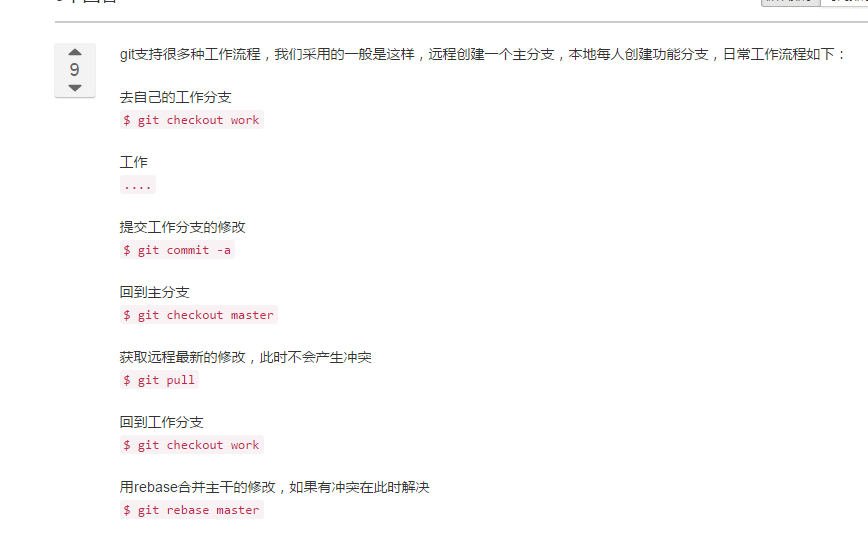 9
git支持很多种工作流程，我们采用的一般是这样，远程创建一个主分支，本地每人创建功能分支，日常工作流程如下：
去自己的工作分支
$ git checkout work
工作
....
提交工作分支的修改
$ git commit -a
回到主分支
$ git checkout master
获取远程最新的修改，此时不会产生冲突
$ git pull
回到工作分支
$ git checkout work
用rebase合并主干的修改，如果有冲突在此时解决
$ git rebase master